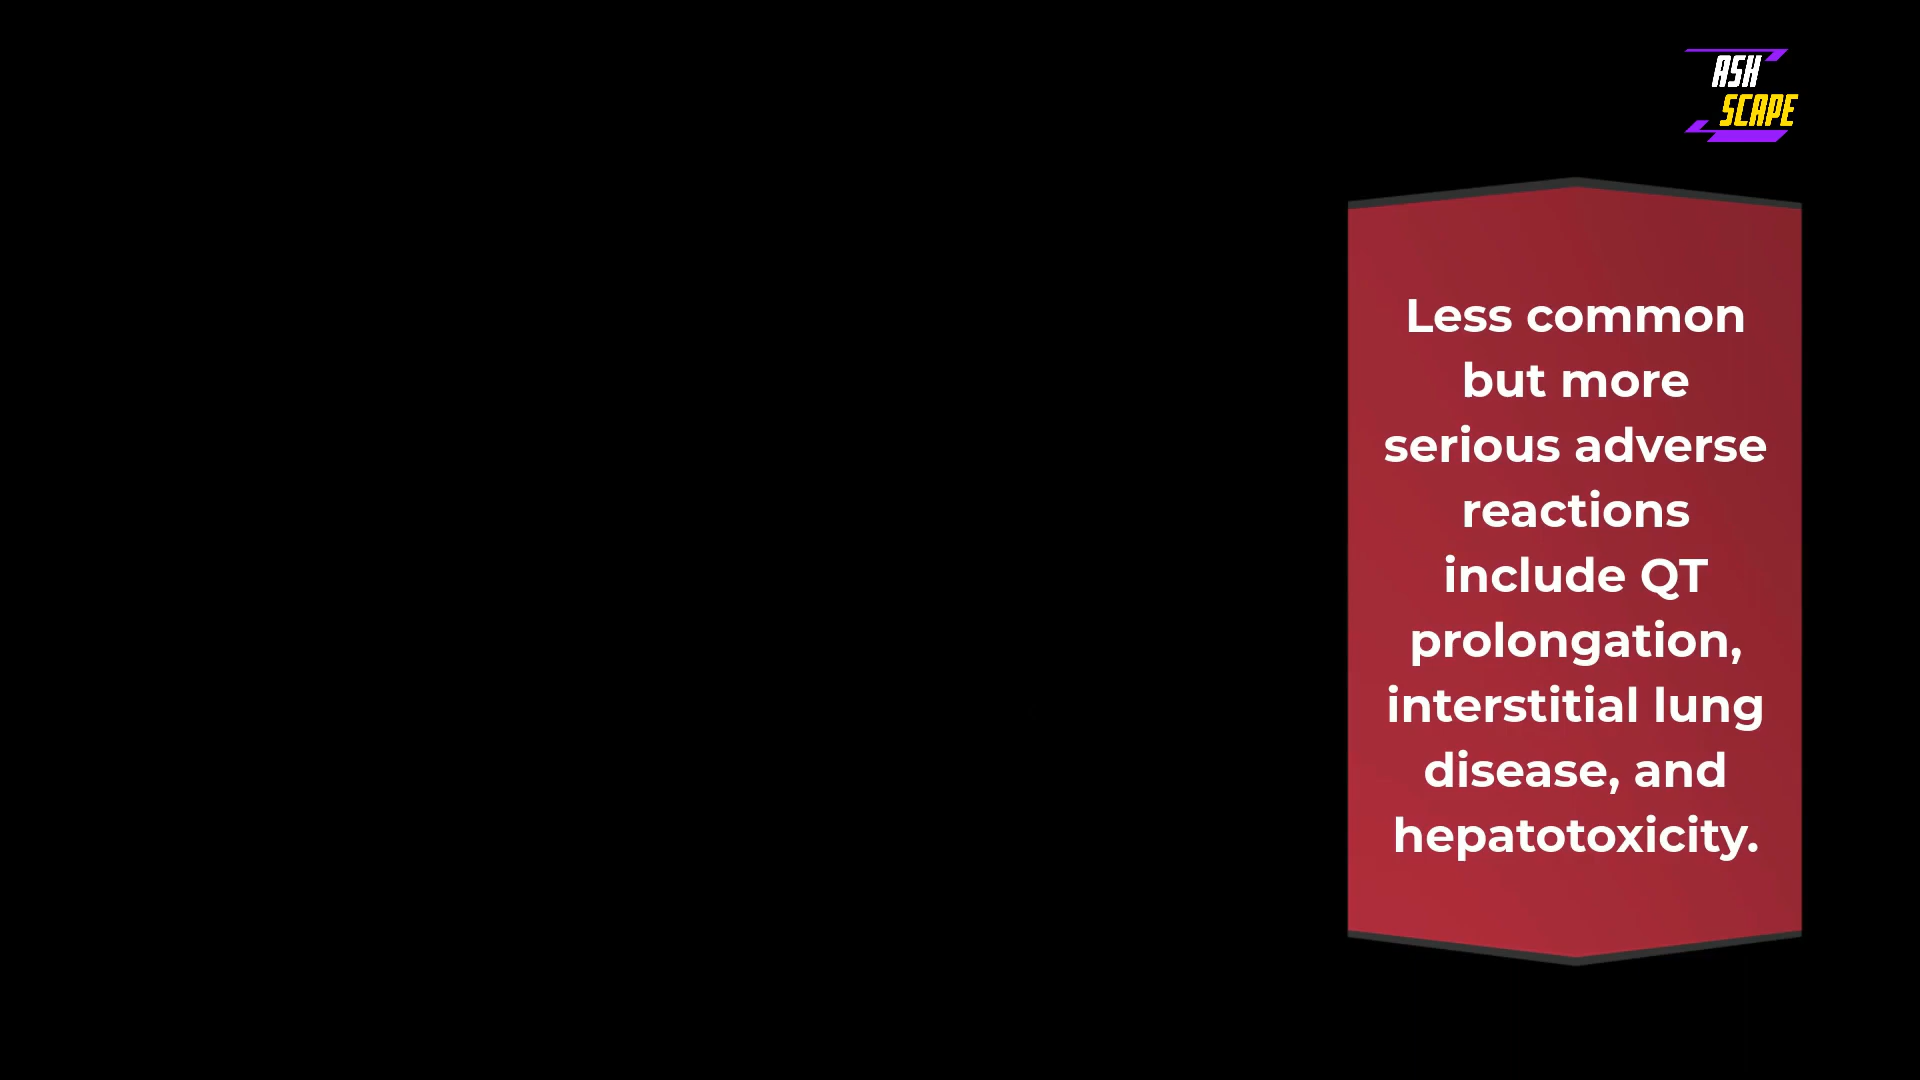 ASH
SCAPE
Less common
but more
serious adverse
reactions
include QT
prolongation,
interstitial lung
disease, and
hepatotoxicity.